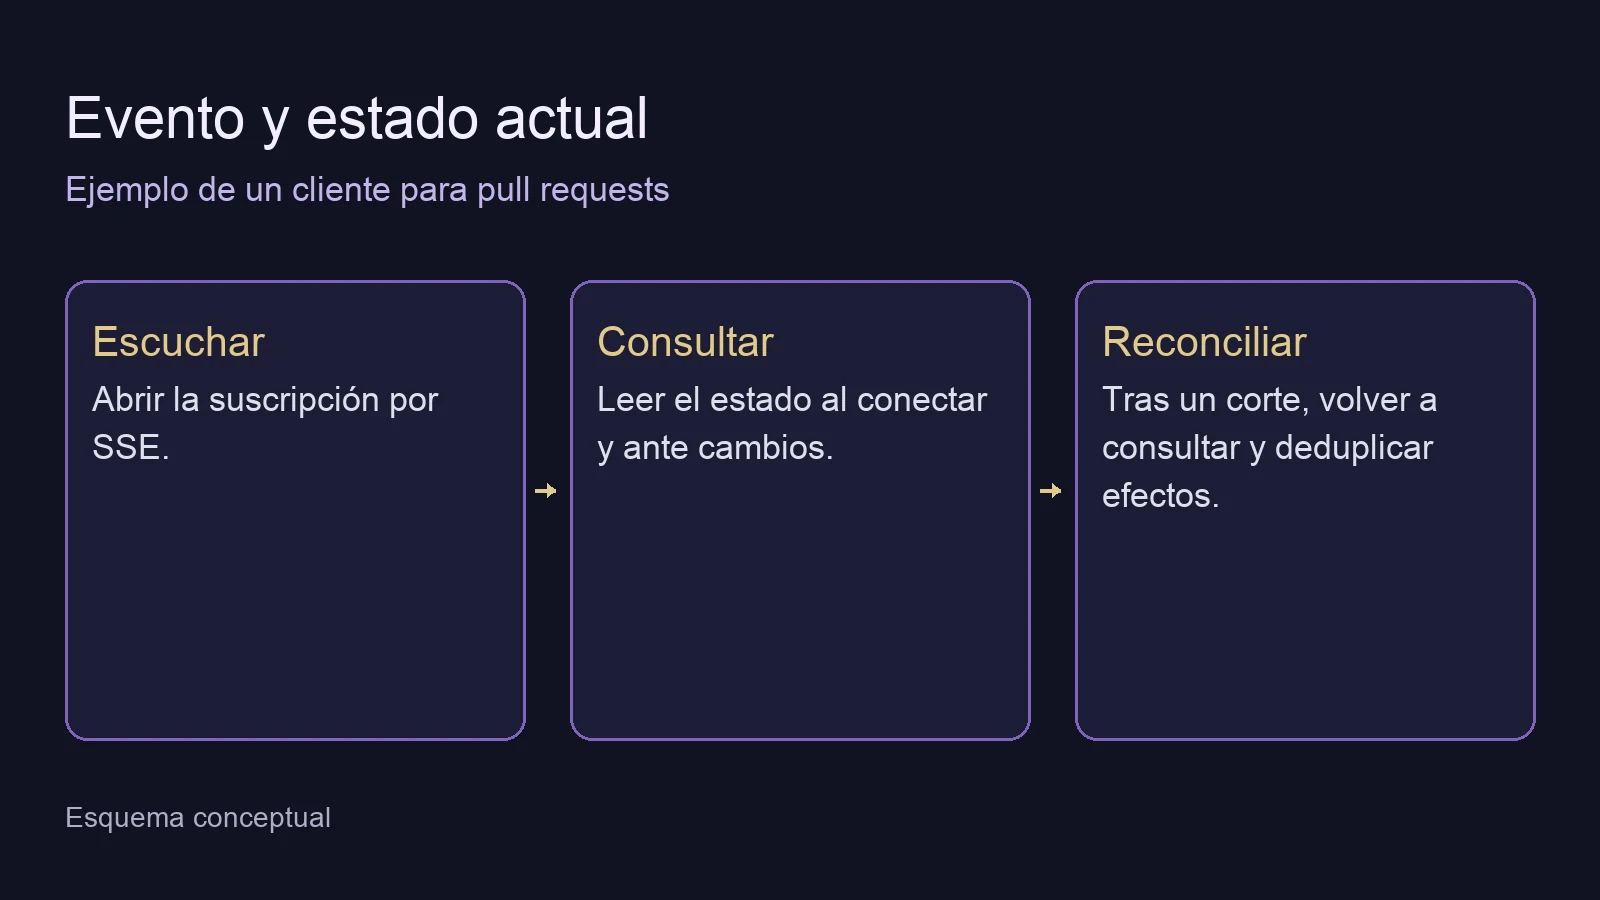 Evento y estado actual
Ejemplo de un cliente para pull requests
Escuchar
Abrir la suscripción por
SSE.
Consultar
Leer el estado al conectar
y ante cambios.
Reconciliar
Tras un corte, volver a
consultar y deduplicar
efectos.
Esquema conceptual